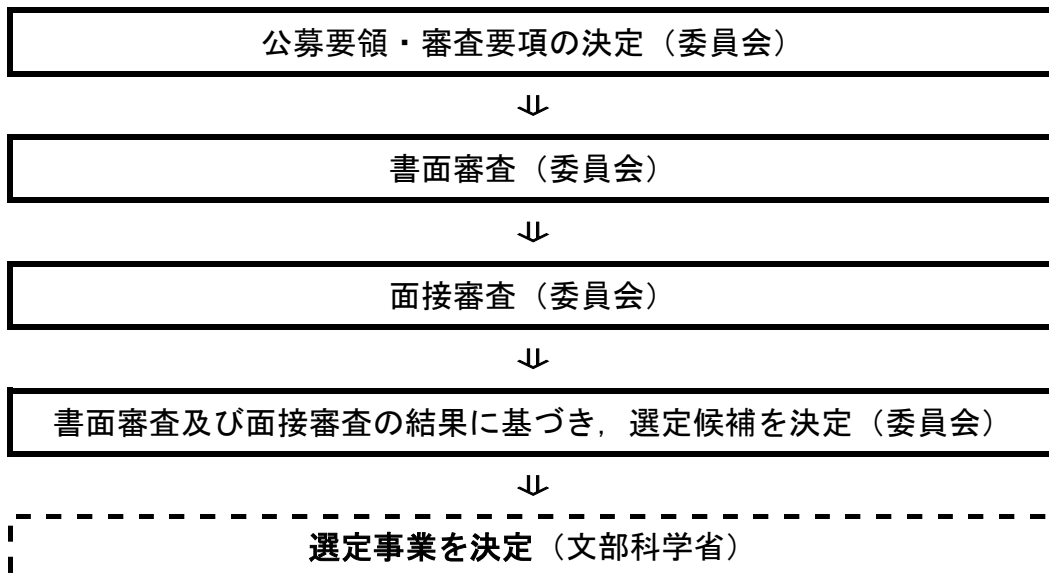 公募要領・審査要項の決定（委員会）
⇓
書面審査（委員会）
⇓
面接審査（委員会）
⇓
書面審査及び面接審査の結果に基づき，選定候補を決定（委員会）
⇓
選定事業を決定（文部科学省）